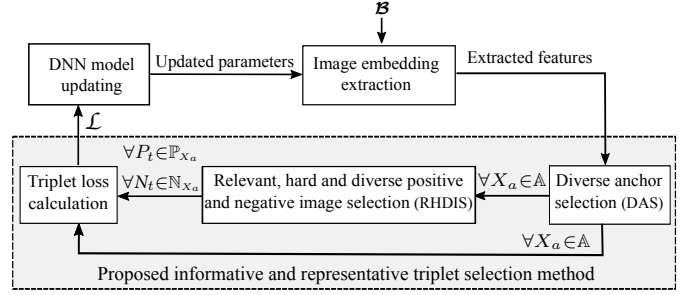 𝓑
DNN model
updating
Updated parameters
Image embedding
extraction
Extracted features
ℒ
∀P_t∈ℙ_{X_a}
∀N_t∈ℕ_{X_a}
Triplet loss
calculation
Relevant, hard and diverse positive
and negative image selection (RHDIS)
∀X_a∈𝔸
Diverse anchor
selection (DAS)
∀X_a∈𝔸
Proposed informative and representative triplet selection method